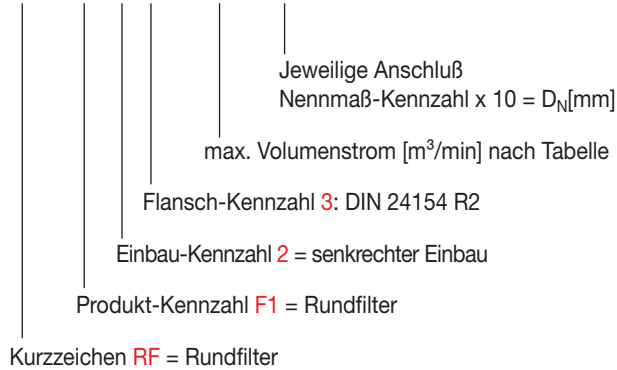 Jeweilige Anschluß
Nennmaß-Kennzahl x 10 = D_N[mm]
max. Volumenstrom [m³/min] nach Tabelle
Flansch-Kennzahl 3: DIN 24154 R2
Einbau-Kennzahl 2 = senkrechter Einbau
Produkt-Kennzahl F1 = Rundfilter
Kurzzeichen RF = Rundfilter